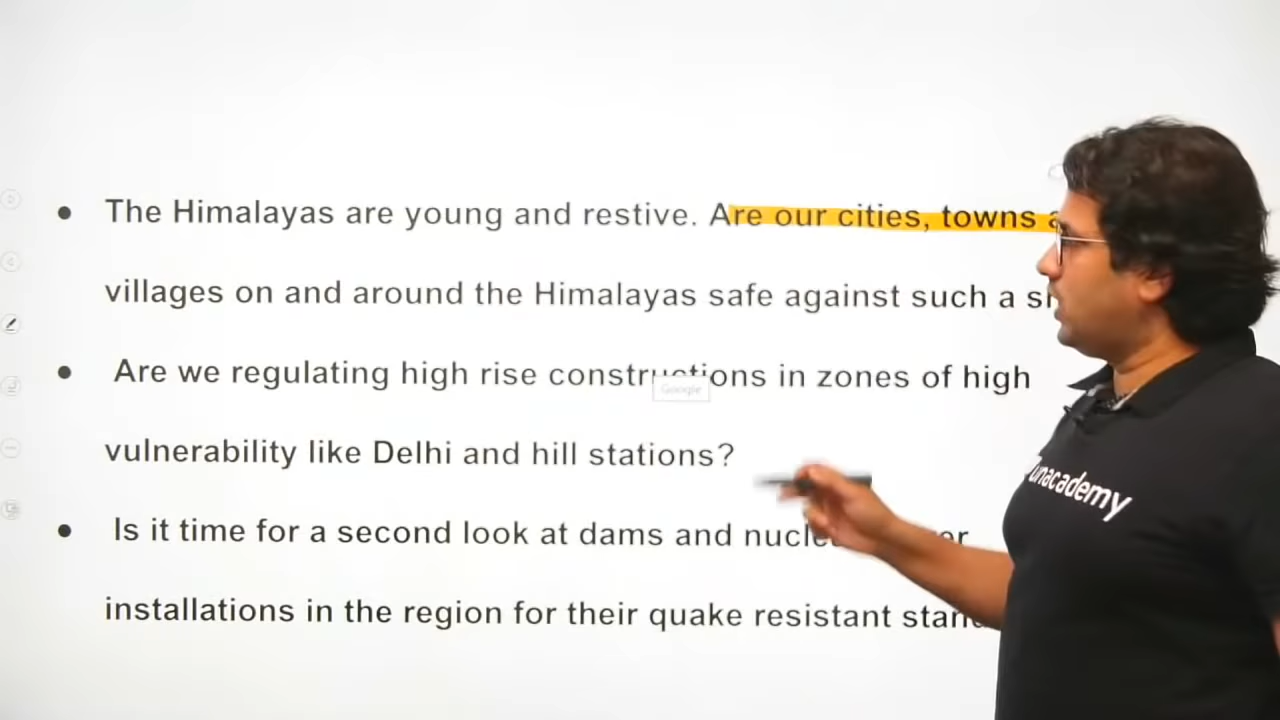 The Himalayas are young and restive. Are our cities, towns
villages on and around the Himalayas safe against such a
Are we regulating high rise constructions in zones of high
Google
vulnerability like Delhi and hill stations?
unacademy
Is it time for a second look at dams and
installations in the region for their quake resistant